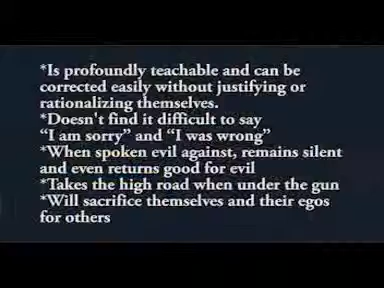 *Is profoundly teachable and can be
corrected easily without justifying or
rationalizing themselves.
*Doesn't find it difficult to say
“I am sorry” and “I was wrong”
*When spoken evil against, remains silent
and even returns good for evil
*Takes the high road when under the gun
*Will sacrifice themselves and their egos
for others